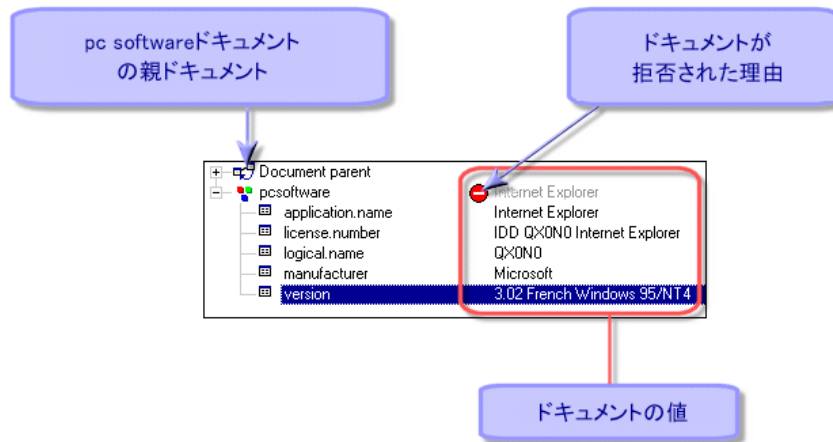 pc softwareドキュメント
の親ドキュメント
ドキュメントが
拒否された理由
Document parent
pcsoftware Internet Explorer
application.name Internet Explorer
license.number IDD QX0N0 Internet Explorer
logical.name QX0N0
manufacturer Microsoft
version 3.02 French Windows 95/NT4
ドキュメントの値